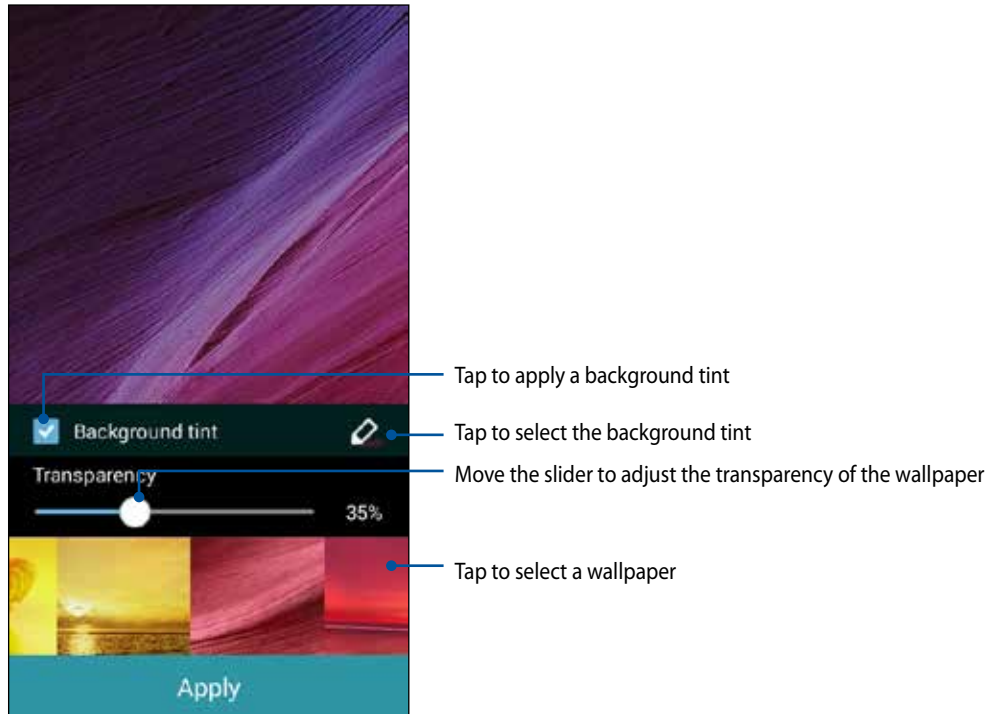 Tap to apply a background tint
Background tint
Tap to select the background tint
Transparency
Move the slider to adjust the transparency of the wallpaper
35%
Tap to select a wallpaper
Apply